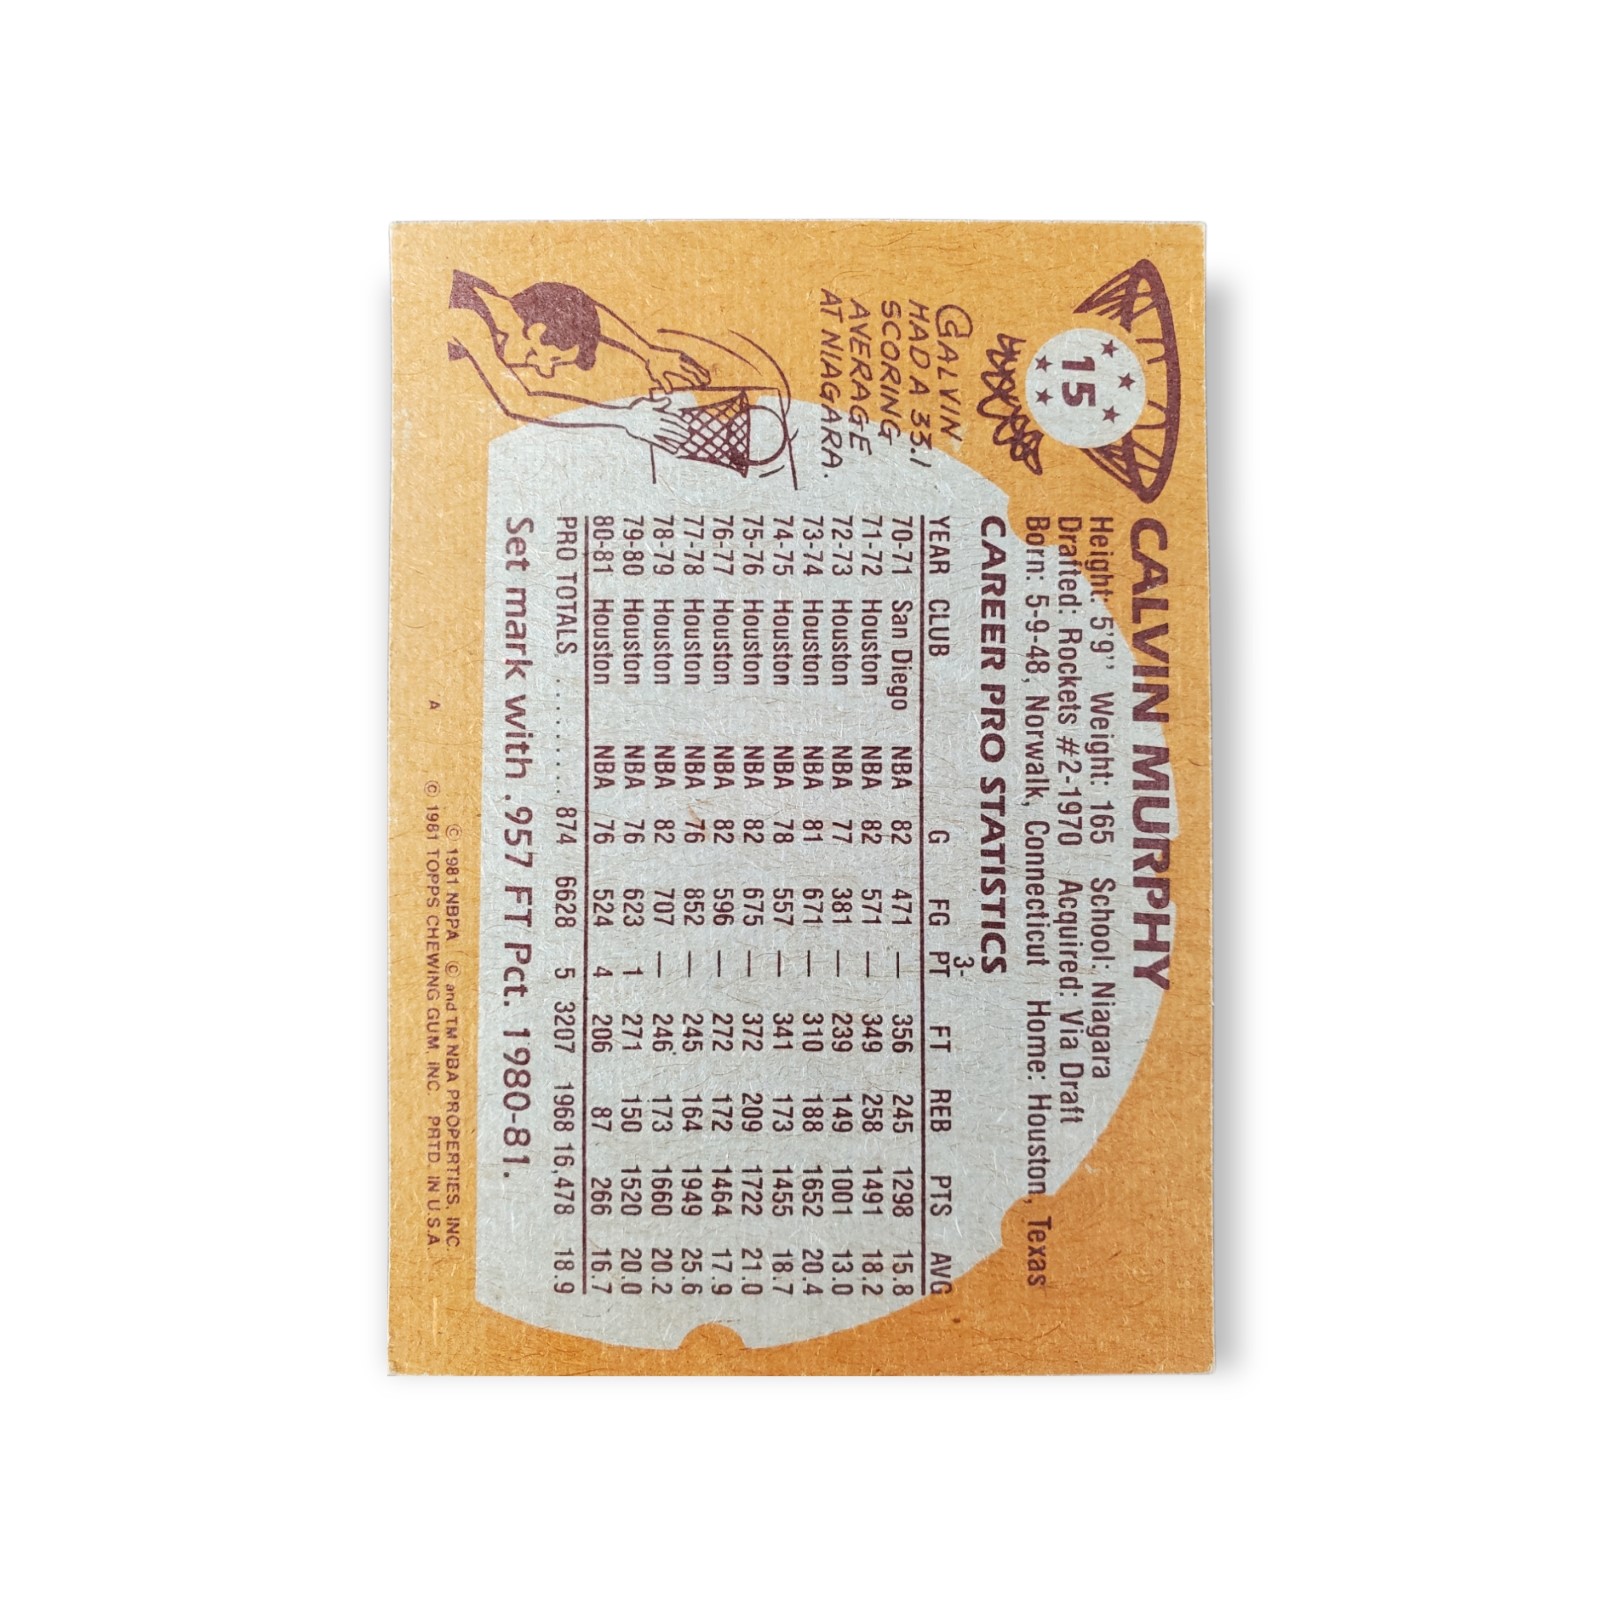 15
CALVIN MURPHY
Height: 5'9'' Weight: 165 School: Niagara
Drafted: Rockets #2-1970 Acquired: Via Draft
Born: 5-9-48, Norwalk, Connecticut Home: Houston, Texas
CALVIN
HAD A 33.1
SCORING
AVERAGE
AT NIAGARA.
CAREER PRO STATISTICS
YEAR CLUB G FG 3-PT FT REB PTS AVG
70-71 San Diego NBA 82 471 — 356 245 1298 15.8
71-72 Houston NBA 82 571 — 349 258 1491 18.2
72-73 Houston NBA 77 381 — 239 149 1001 13.0
73-74 Houston NBA 81 671 — 310 188 1652 20.4
74-75 Houston NBA 78 557 — 341 173 1455 18.7
75-76 Houston NBA 82 675 — 372 209 1722 21.0
76-77 Houston NBA 82 596 — 272 172 1464 17.9
77-78 Houston NBA 76 852 — 245 164 1949 25.6
78-79 Houston NBA 82 707 — 246 173 1660 20.2
79-80 Houston NBA 76 623 1 271 150 1520 20.0
80-81 Houston NBA 76 524 4 206 87 266 16.7
PRO TOTALS ......... 874 6628 5 3207 1968 16,478 18.9
Set mark with .957 FT Pct. 1980-81.
© 1981 NBPA © and TM NBA PROPERTIES, INC.
A © 1981 TOPPS CHEWING GUM, INC. PRTD. IN U.S.A.